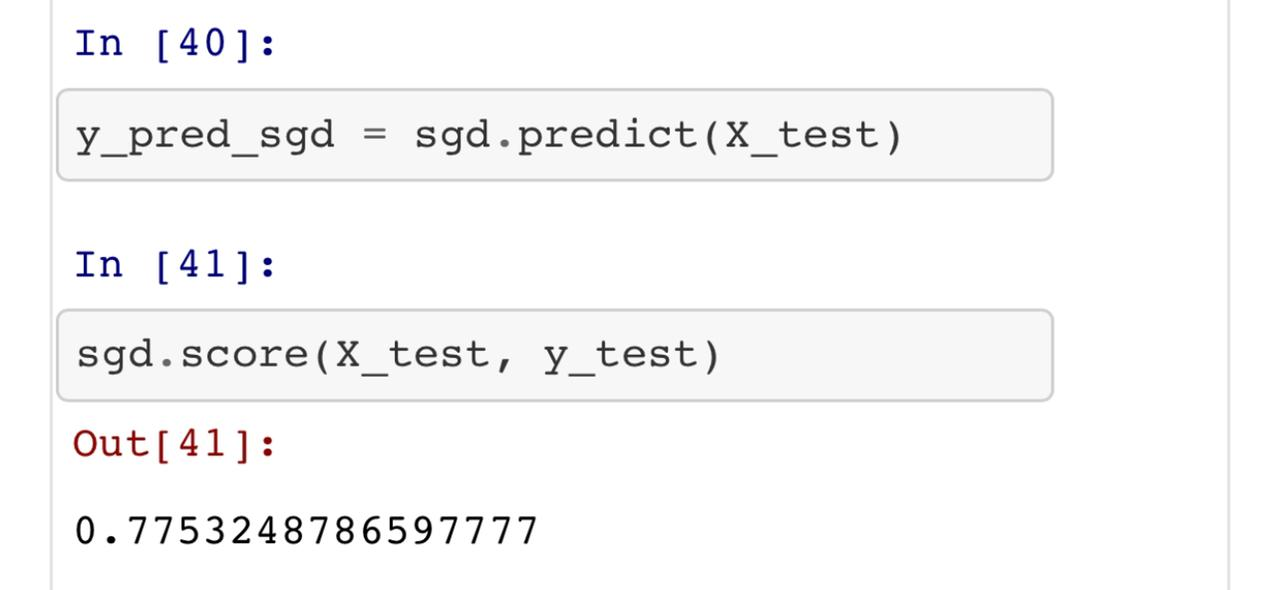 In [40]:
y_pred_sgd = sgd.predict(X_test)
In [41]:
sgd.score(X_test, y_test)
Out[41]:
0.7753248786597777